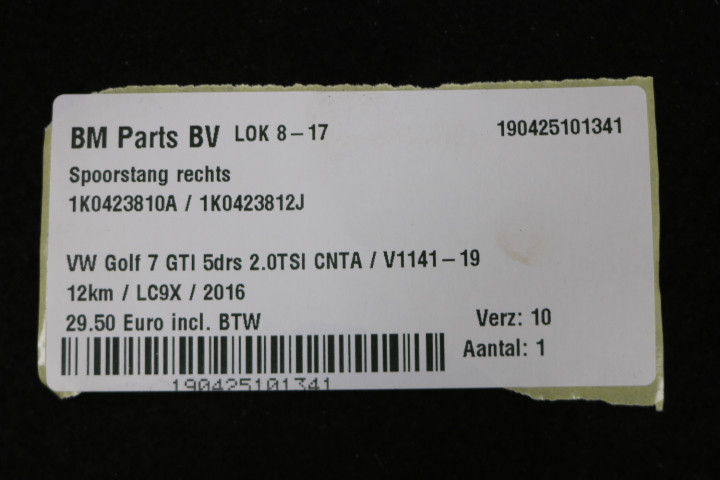 BM Parts BV LOK 8-17 190425101341
Spoorstang rechts
1K0423810A / 1K0423812J
VW Golf 7 GTI 5drs 2.0TSI CNTA / V1141-19
12km / LC9X / 2016
29.50 Euro incl. BTW Verz: 10
Aantal: 1
190425101341